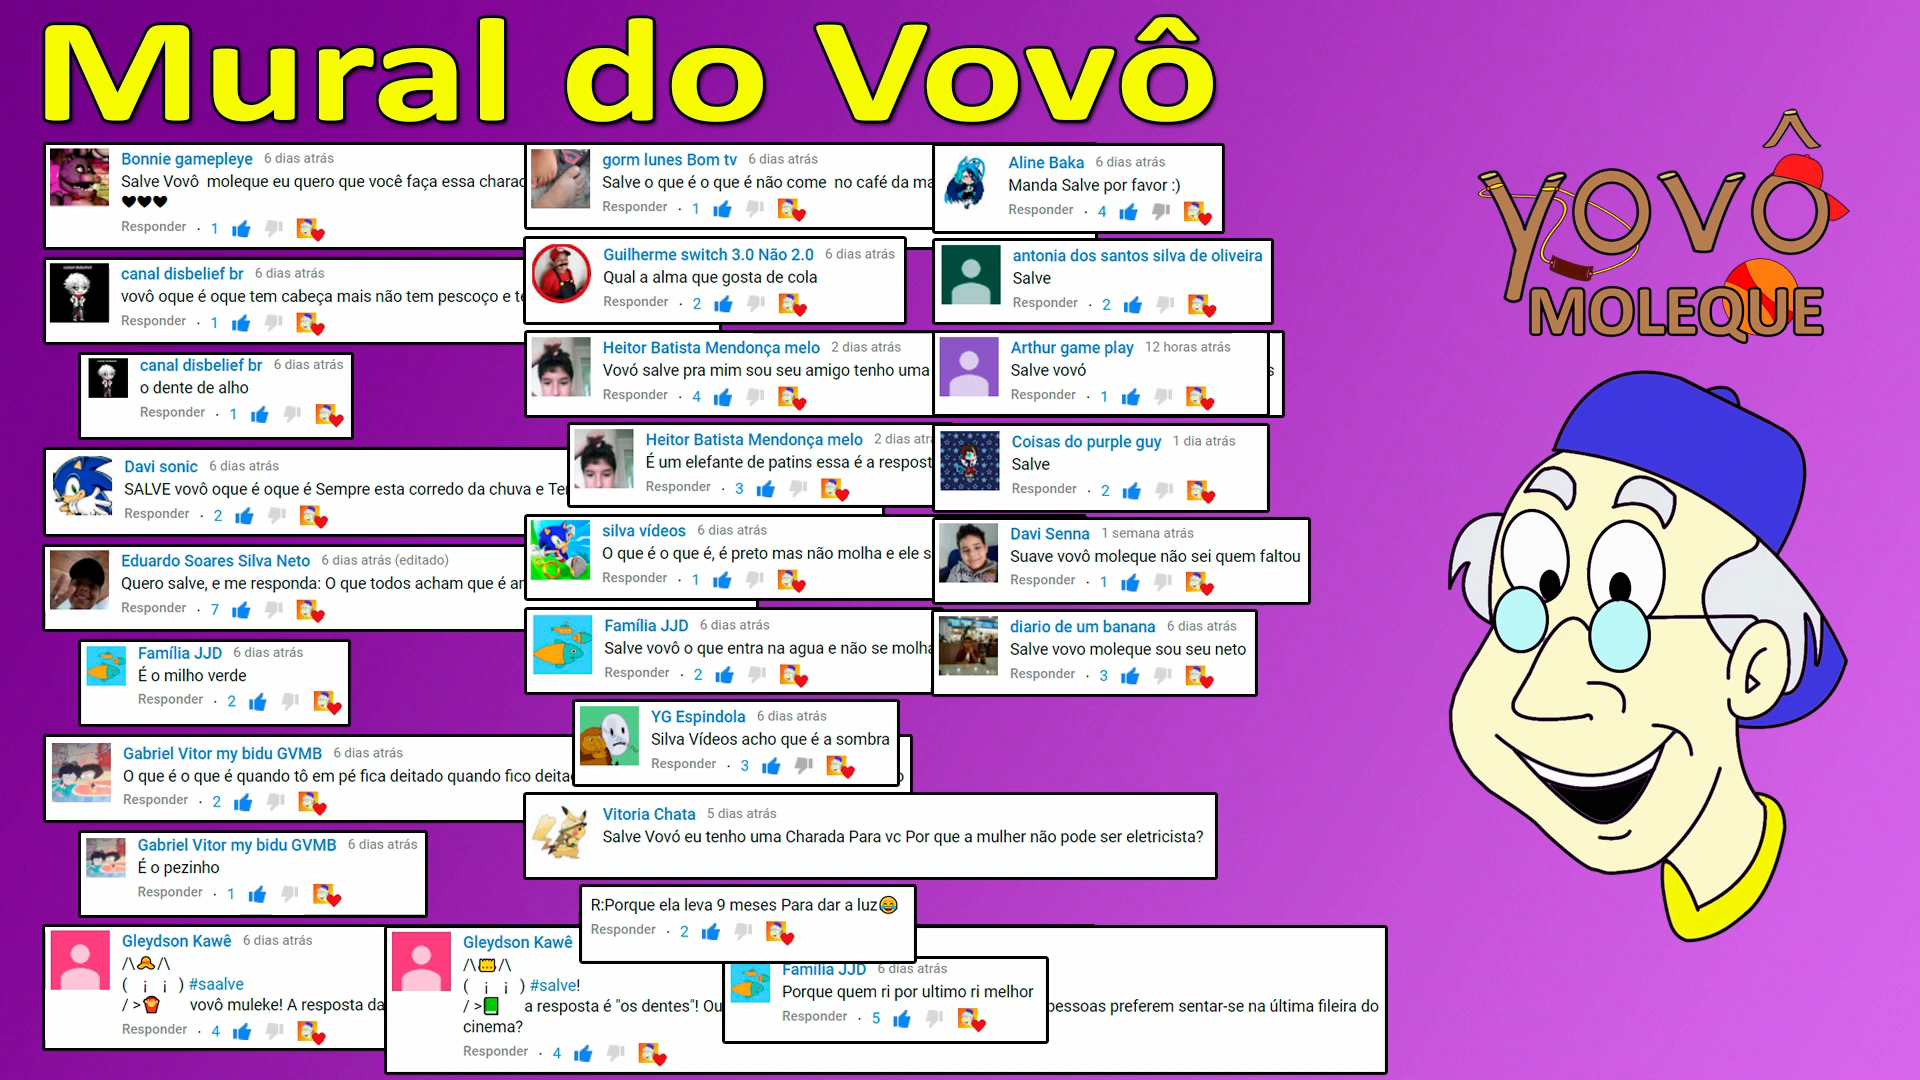 Mural do Vovô
Bonnie gamepleye 6 dias atrás
Salve Vovô moleque eu quero que você faça essa charac
♥♥♥
Responder · 1
canal disbelief br 6 dias atrás
vovô oque é oque tem cabeça mais não tem pescoço e te
Responder · 1
canal disbelief br 6 dias atrás
o dente de alho
Responder · 1
Davi sonic 6 dias atrás
SALVE vovô oque é oque é Sempre esta corredo da chuva e Ter
Responder · 2
Eduardo Soares Silva Neto 6 dias atrás (editado)
Quero salve, e me responda: O que todos acham que é ar
Responder · 7
Família JJD 6 dias atrás
É o milho verde
Responder · 2
Gabriel Vitor my bidu GVMB 6 dias atrás
O que é o que é quando tô em pé fica deitado quando fico deitad
Responder · 2
Gabriel Vitor my bidu GVMB 6 dias atrás
É o pezinho
Responder · 1
Gleydson Kawê 6 dias atrás
/\🙈/\
( ¡ ¡ ) #saalve
/ > vovô muleke! A resposta da
Responder · 4
gorm lunes Bom tv 6 dias atrás
Salve o que é o que é não come no café da ma
Responder · 1
Guilherme switch 3.0 Não 2.0 6 dias atrás
Qual a alma que gosta de cola
Responder · 2
Heitor Batista Mendonça melo 2 dias atrás
Vovó salve pra mim sou seu amigo tenho uma
Responder · 4
Heitor Batista Mendonça melo 2 dias atr
É um elefante de patins essa é a respost
Responder · 3
silva vídeos 6 dias atrás
O que é o que é, é preto mas não molha e ele s
Responder · 1
Família JJD 6 dias atrás
Salve vovô o que entra na agua e não se molha
Responder · 2
YG Espindola 6 dias atrás
Silva Vídeos acho que é a sombra
Responder · 3
Vitoria Chata 5 dias atrás
Salve Vovó eu tenho uma Charada Para vc Por que a mulher não pode ser eletricista?
R:Porque ela leva 9 meses Para dar a luz😂
Responder · 2
Gleydson Kawê
/\ /\
( ¡ ¡ ) #salve!
/ >📗 a resposta é "os dentes"! Ou pessoas preferem sentar-se na última fileira do
cinema?
Responder · 4
Família JJD 6 dias atrás
Porque quem ri por ultimo ri melhor
Responder · 5
Aline Baka 6 dias atrás
Manda Salve por favor :)
Responder · 4
antonia dos santos silva de oliveira
Salve
Responder · 2
Arthur game play 12 horas atrás
Salve vovó
Responder · 1
Coisas do purple guy 1 dia atrás
Salve
Responder · 2
Davi Senna 1 semana atrás
Suave vovô moleque não sei quem faltou
Responder · 1
diario de um banana 6 dias atrás
Salve vovo moleque sou seu neto
Responder · 3
VOVÔ
MOLEQUE